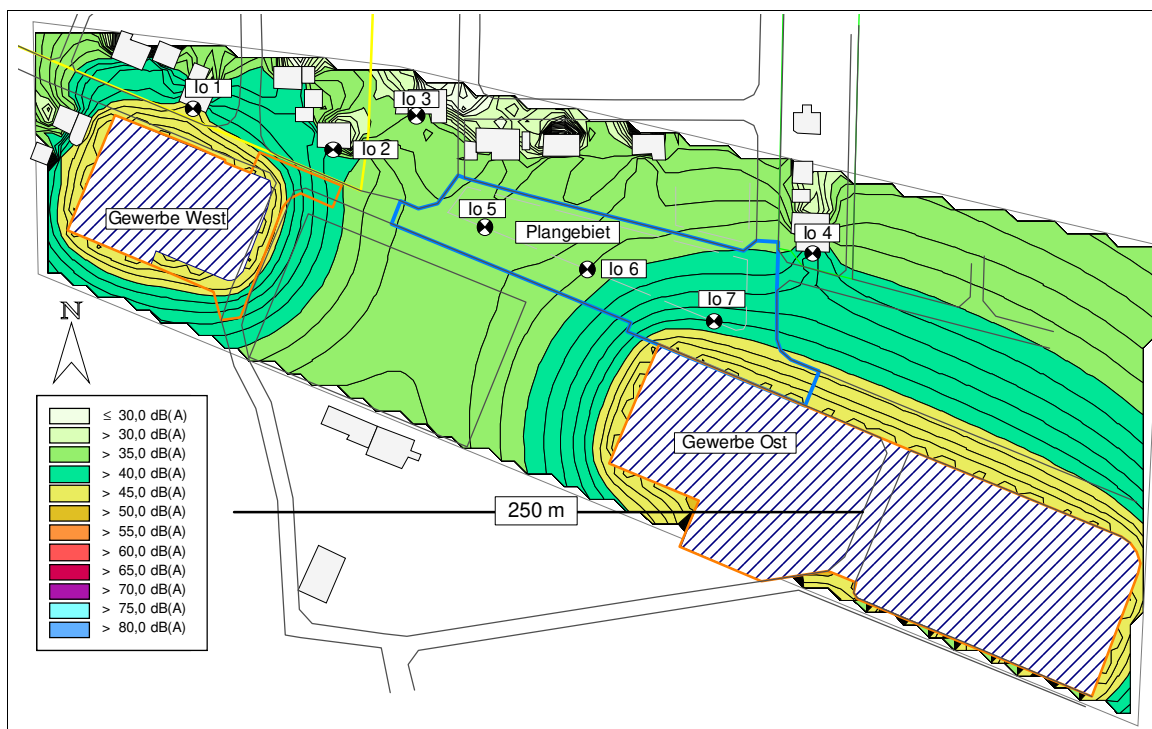 Io 1
Io 3
Io 2
Gewerbe West
Io 5
Plangebiet
Io 4
Io 6
Io 7
N
≤ 30,0 dB(A)
> 30,0 dB(A)
> 35,0 dB(A)
> 40,0 dB(A)
> 45,0 dB(A)
> 50,0 dB(A)
> 55,0 dB(A)
> 60,0 dB(A)
> 65,0 dB(A)
> 70,0 dB(A)
> 75,0 dB(A)
> 80,0 dB(A)
Gewerbe Ost
250 m